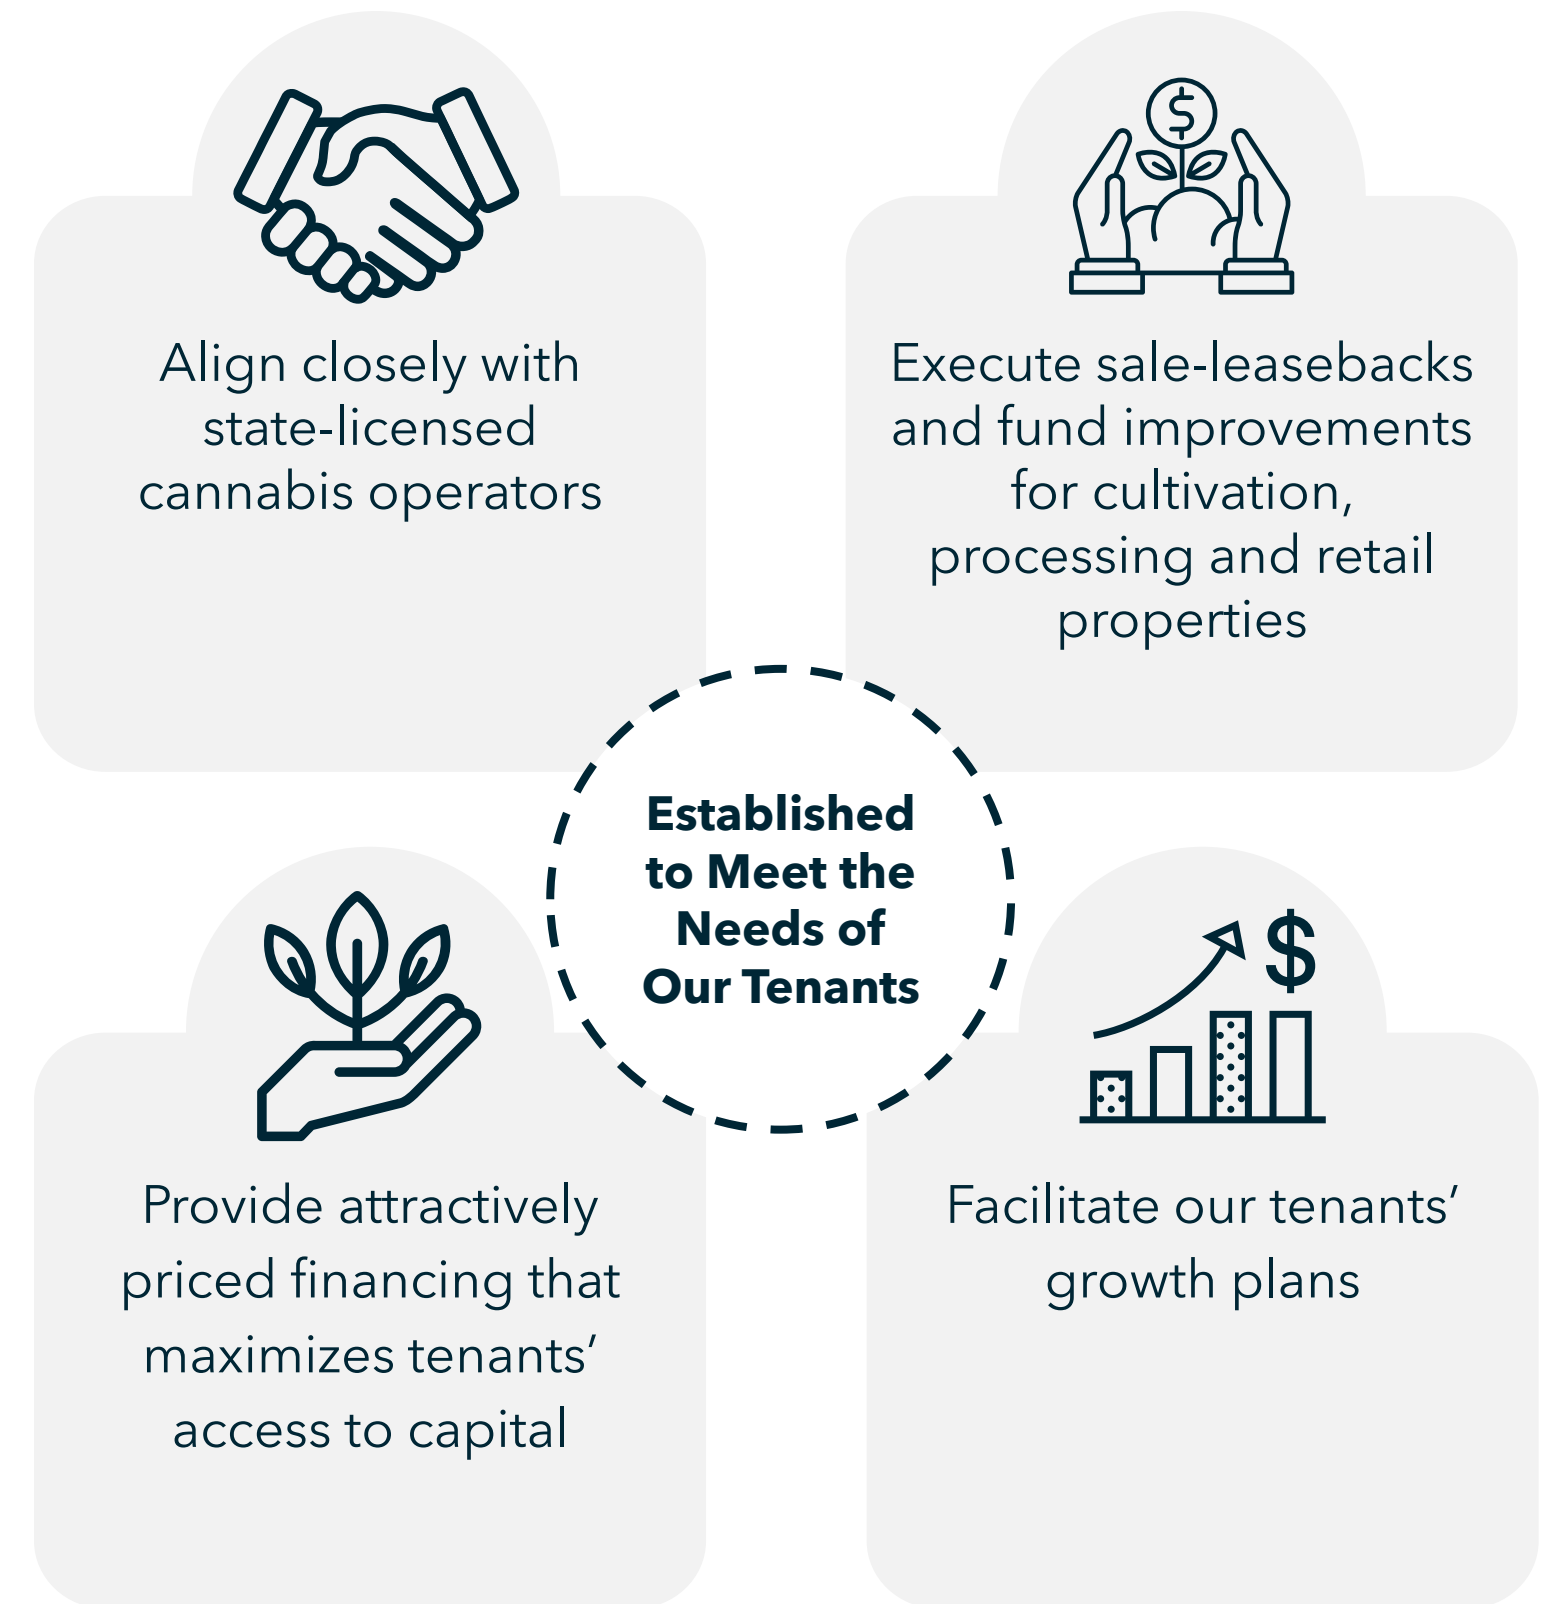 Align closely with
state-licensed
cannabis operators
Execute sale-leasebacks
and fund improvements
for cultivation,
processing and retail
properties
Established
to Meet the
Needs of
Our Tenants
Provide attractively
priced financing that
maximizes tenants’
access to capital
$
Facilitate our tenants’
growth plans